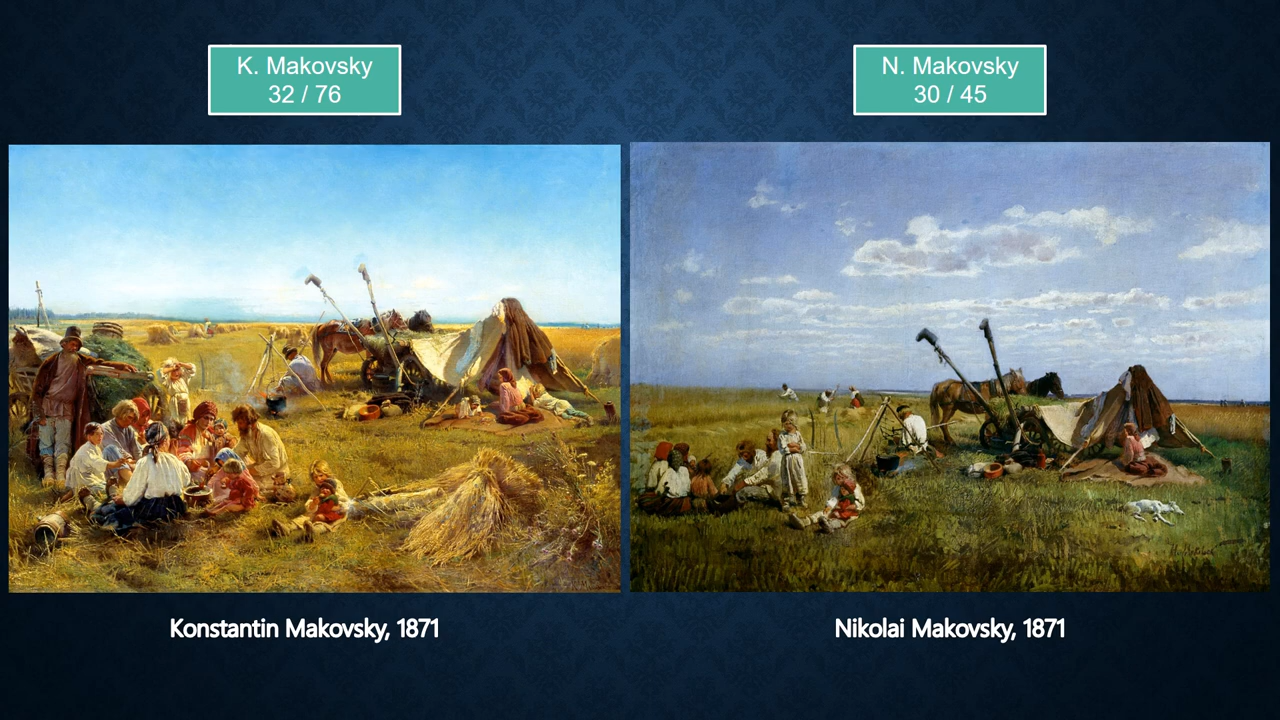 K. Makovsky
32 / 76
N. Makovsky
30 / 45
Konstantin Makovsky, 1871
Nikolai Makovsky, 1871